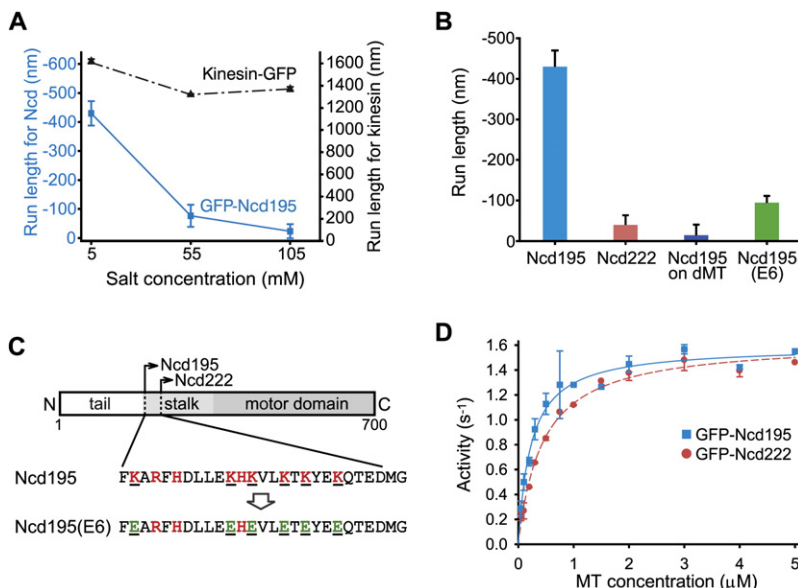 A
Run length for Ncd (nm)
-600
-500
-400
-300
-200
-100
0
Kinesin-GFP
GFP-Ncd195
1600
1400
1200
1000
800
600
400
200
0
Run length for kinesin (nm)
5
55
105
Salt concentration (mM)
B
Run length (nm)
-500
-400
-300
-200
-100
0
Ncd195
Ncd222
Ncd195
on dMT
Ncd195
(E6)
C
Ncd195
Ncd222
N
tail
stalk
motor domain
C
1
700
Ncd195
FKARFHDLLEKHKVLKTKYEKQTEDMG
Ncd195(E6)
FEARFHDLLEEHEVLETEYEEQTEDMG
D
Activity (s-1)
1.6
1.4
1.2
1.0
0.8
0.6
0.4
0.2
0
GFP-Ncd195
GFP-Ncd222
0
1
2
3
4
5
MT concentration (μM)